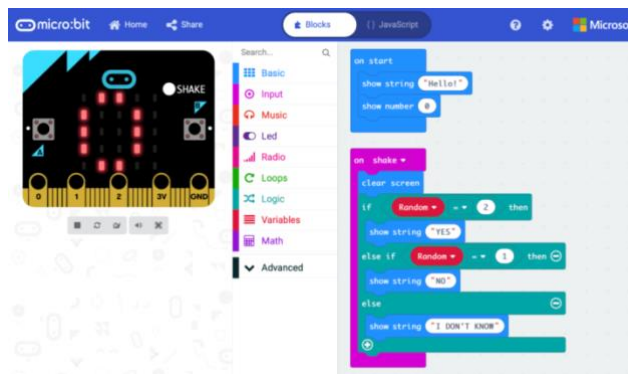 micro:bit Home Share Blocks {} JavaScript Microso
SHAKE
B
A
0 1 2 3V GND
Search...
Basic
Input
Music
Led
Radio
Loops
Logic
Variables
Math
Advanced
on start
show string "Hello!"
show number 0
on shake
clear screen
if Random = 2 then
show string "YES"
else if Random = 1 then
show string "NO"
else
show string "I DON'T KNOW"